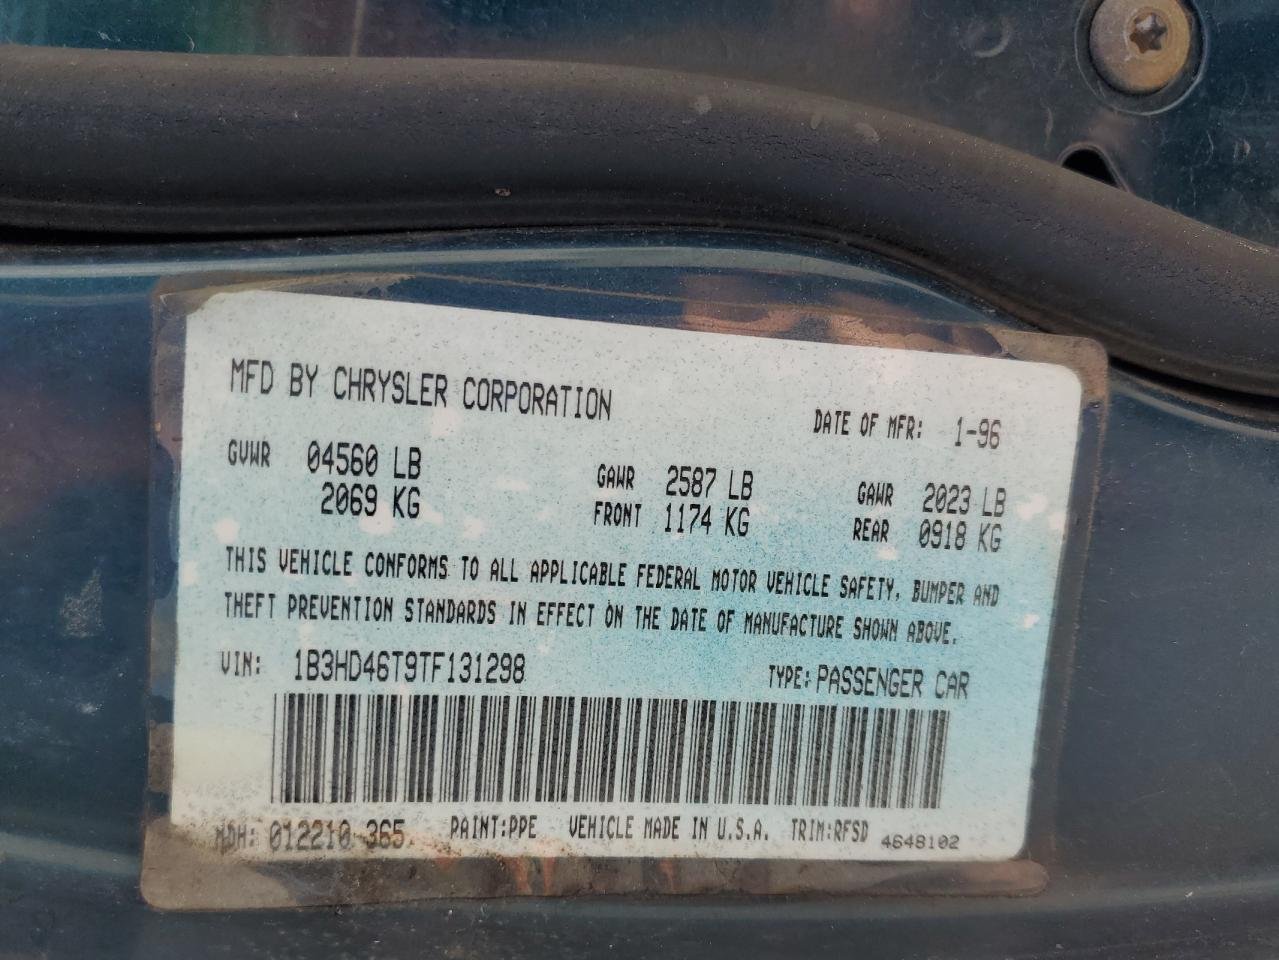 MFD BY CHRYSLER CORPORATION
DATE OF MFR: 1-96
GVWR 04560 LB
2069 KG
GAWR 2587 LB
FRONT 1174 KG
GAWR 2023 LB
REAR 0918 KG
THIS VEHICLE CONFORMS TO ALL APPLICABLE FEDERAL MOTOR VEHICLE SAFETY, BUMPER AND
THEFT PREVENTION STANDARDS IN EFFECT ON THE DATE OF MANUFACTURE SHOWN ABOVE.
VIN: 1B3HD46T9TF131298 TYPE: PASSENGER CAR
MDH: 012210 365 PAINT:PPE VEHICLE MADE IN U.S.A. TRIM:RFSD 4648102